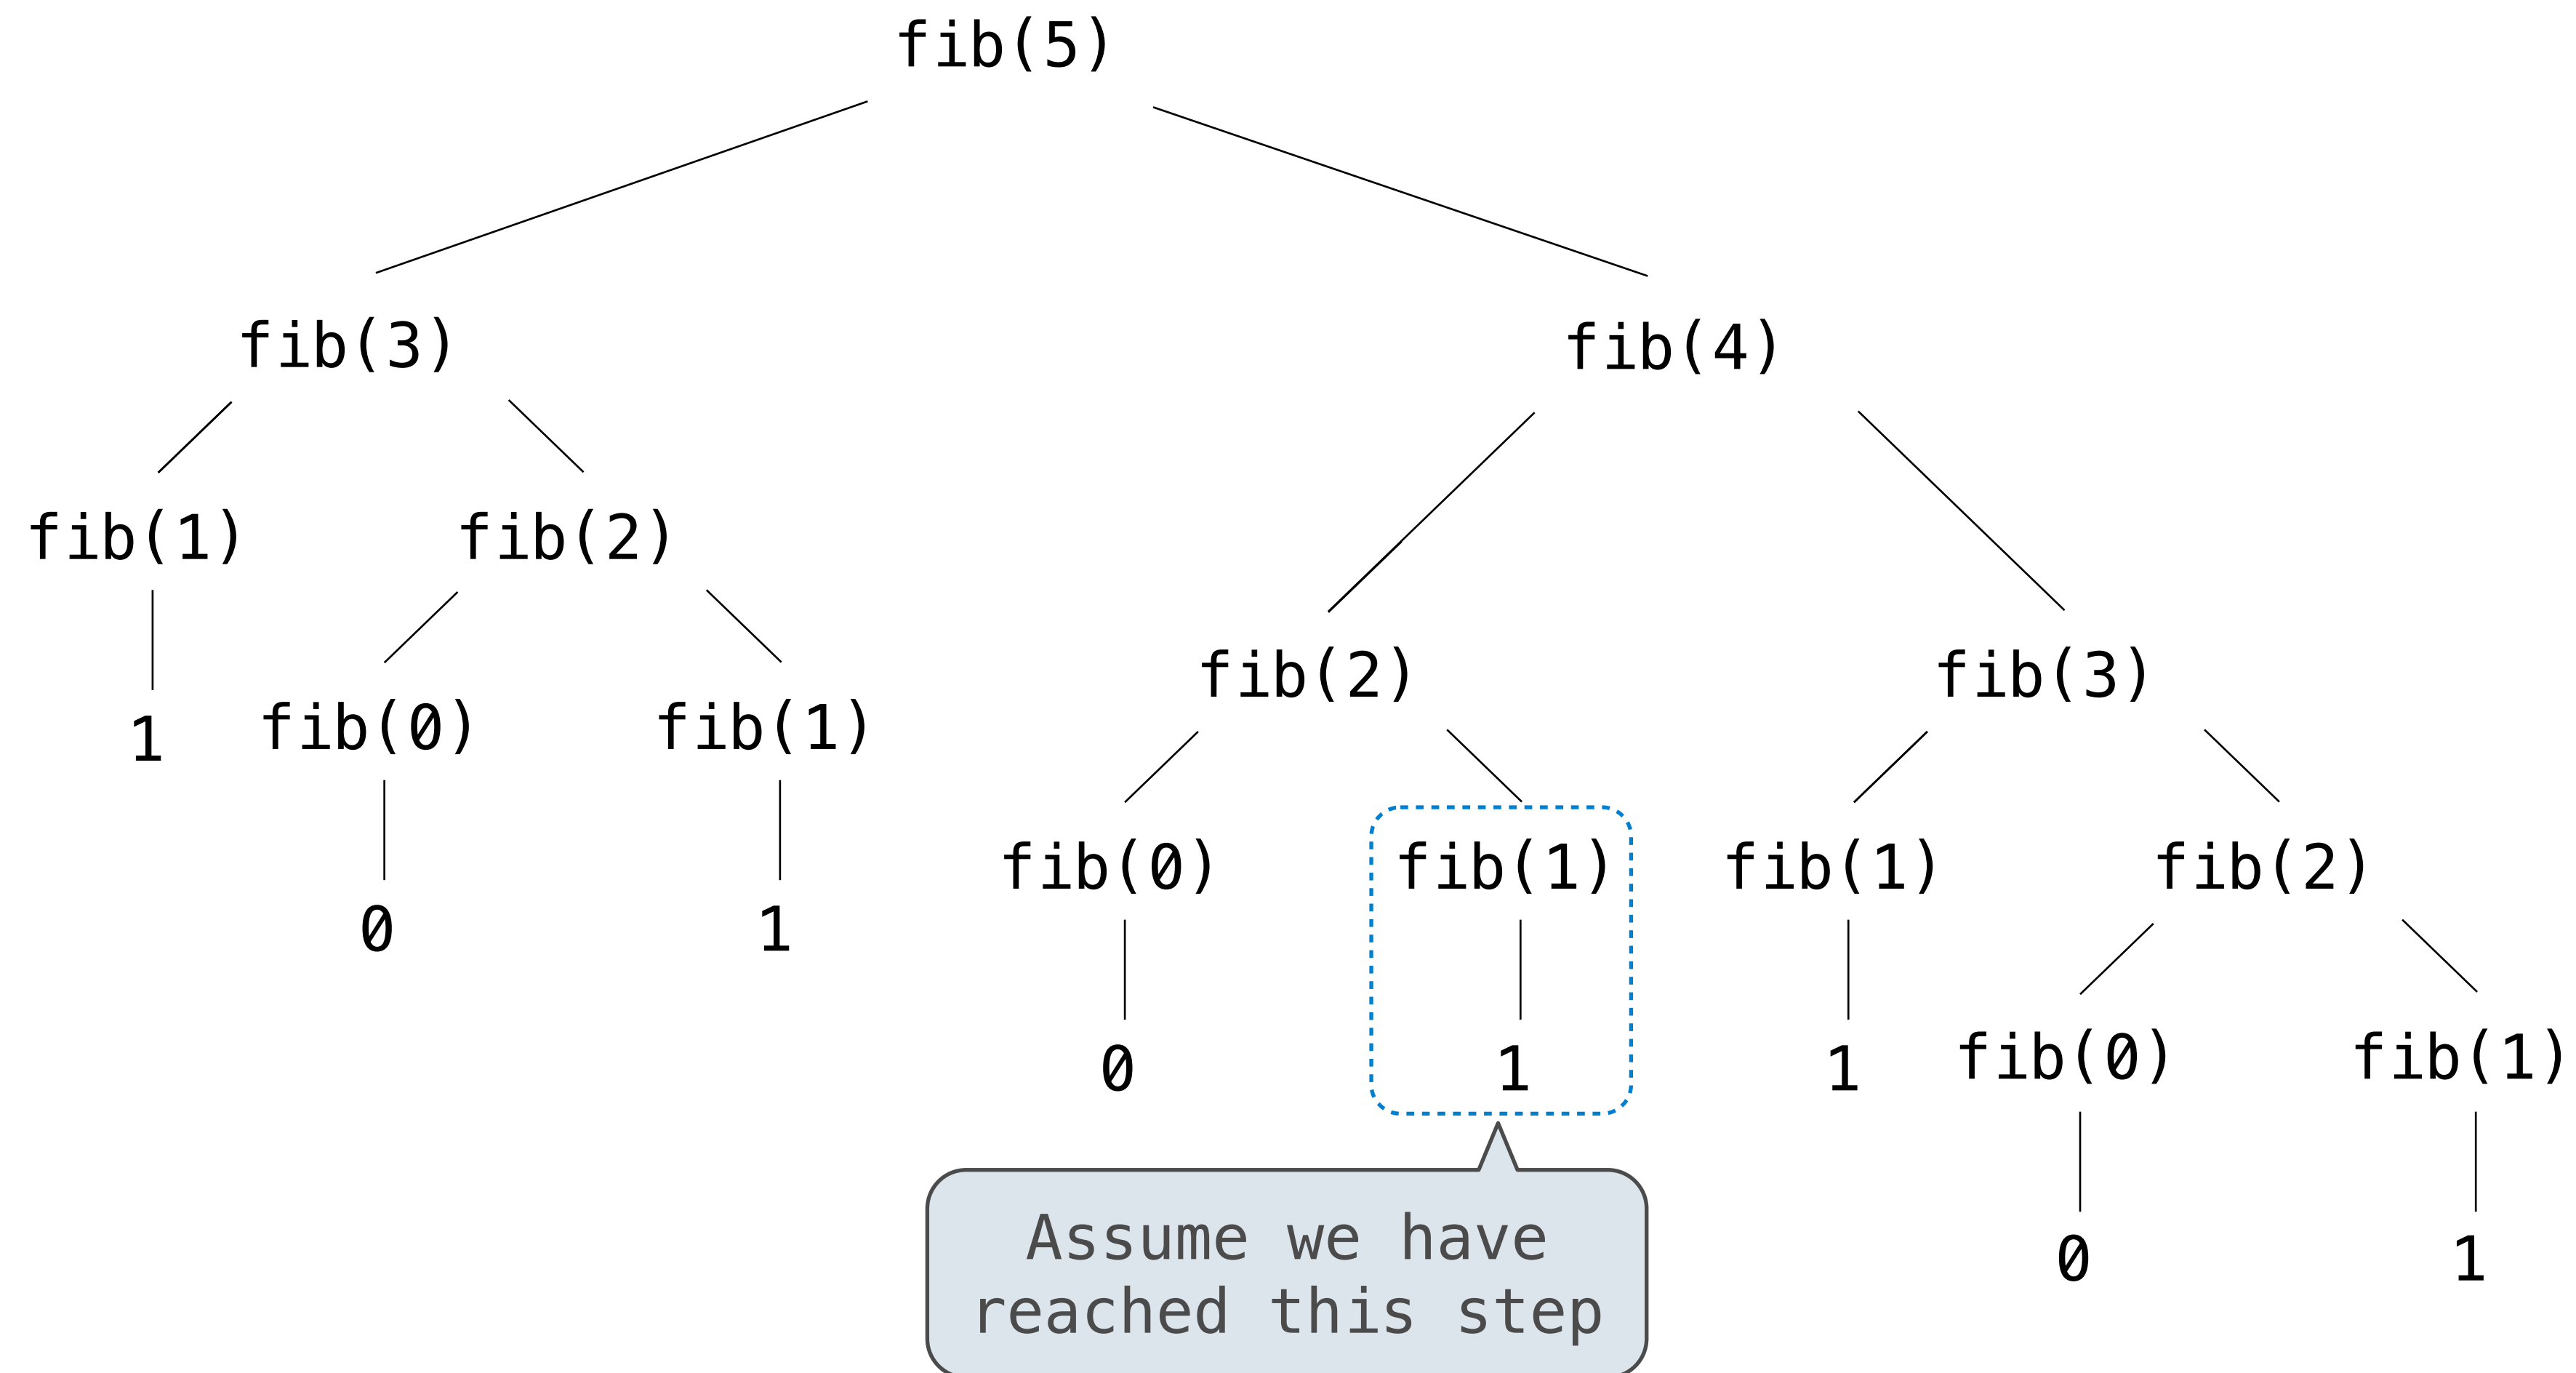 fib(5)
fib(3) fib(4)
fib(1) fib(2)
fib(2) fib(3)
1 fib(0) fib(1)
fib(0) fib(1) fib(1) fib(2)
0 1
0 1 1 fib(0) fib(1)
0 1
Assume we have
reached this step